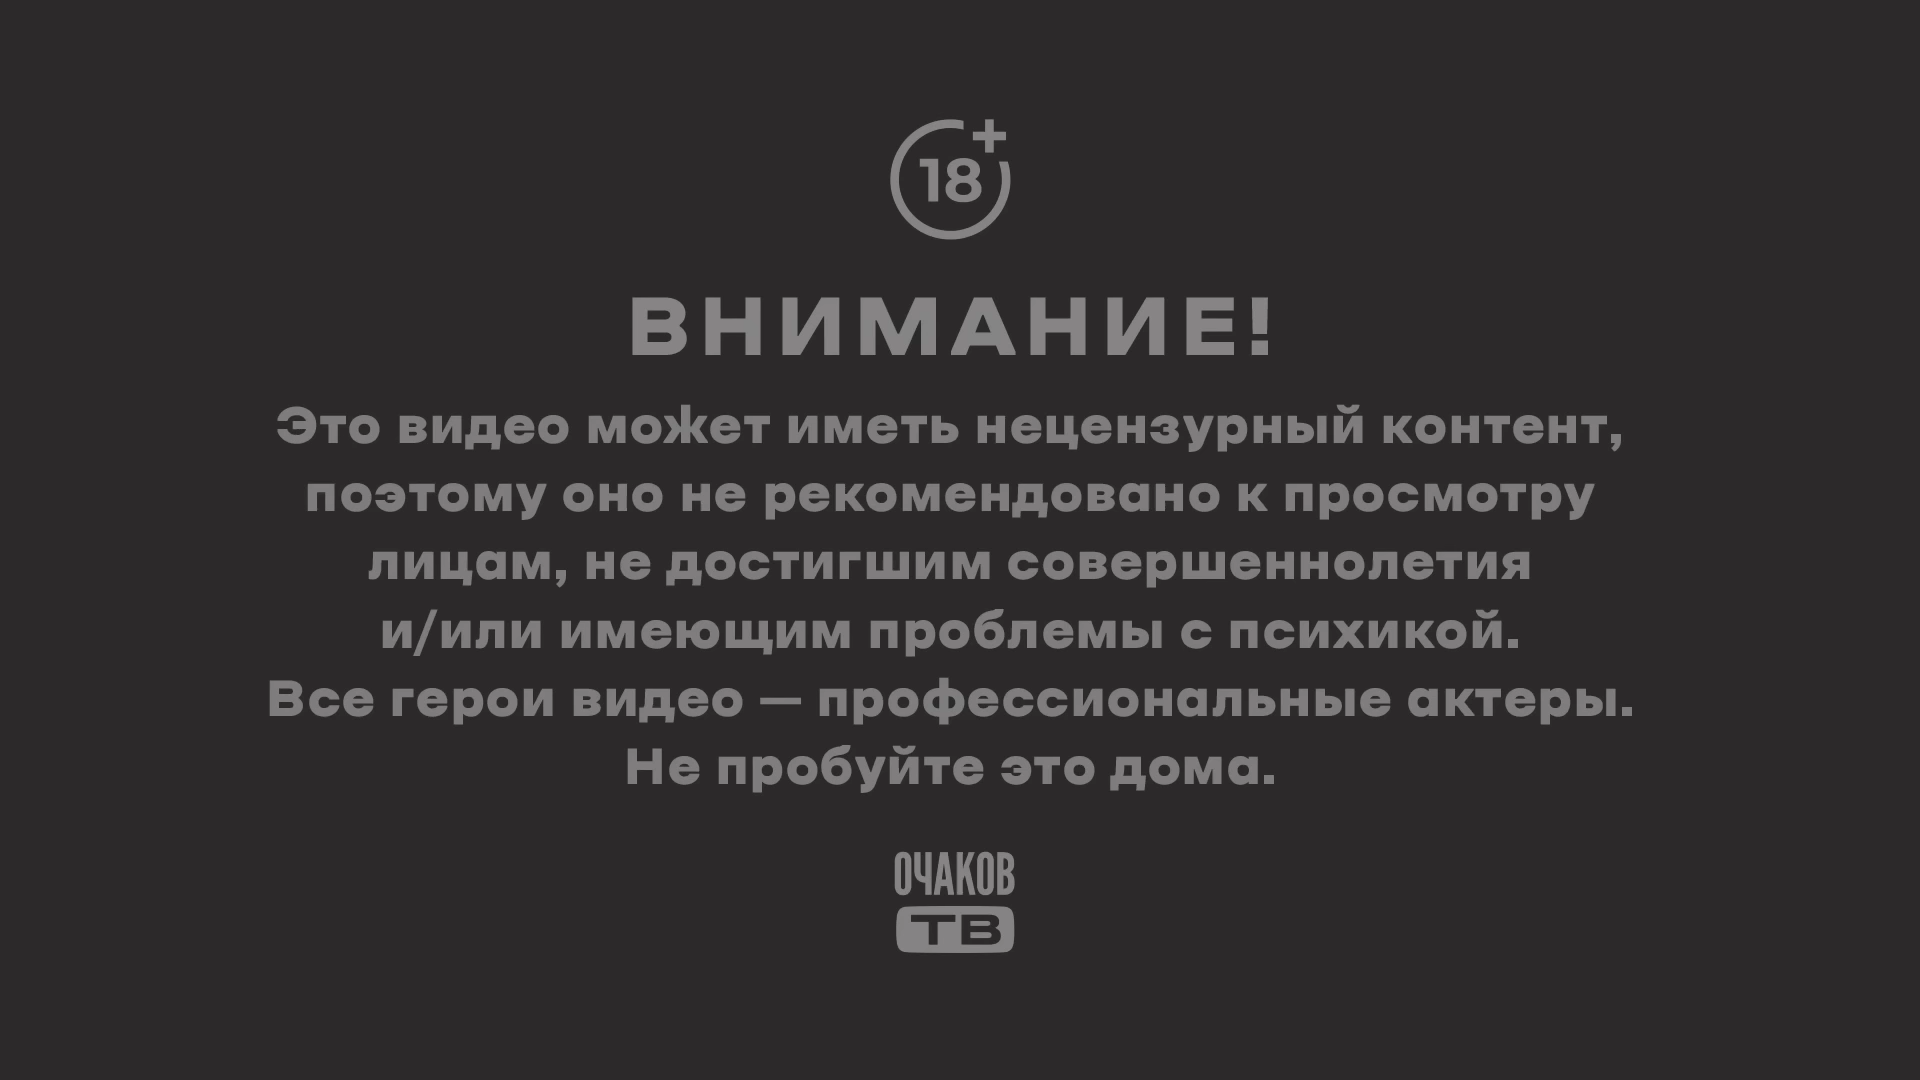 18+
ВНИМАНИЕ!
Это видео может иметь нецензурный контент,
поэтому оно не рекомендовано к просмотру
лицам, не достигшим совершеннолетия
и/или имеющим проблемы с психикой.
Все герои видео — профессиональные актеры.
Не пробуйте это дома.
ОЧАКОВ
ТВ